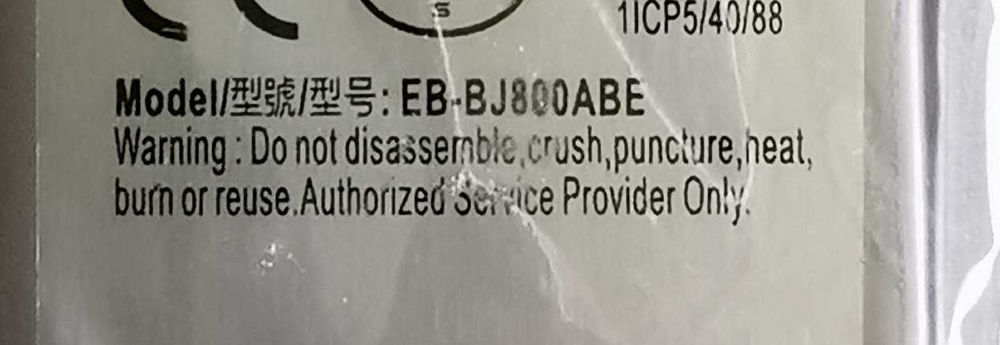 S
1ICP5/40/88
Model/型號/型号: EB-BJ800ABE
Warning : Do not disassemble,crush,puncture,heat,
burn or reuse.Authorized Service Provider Only.